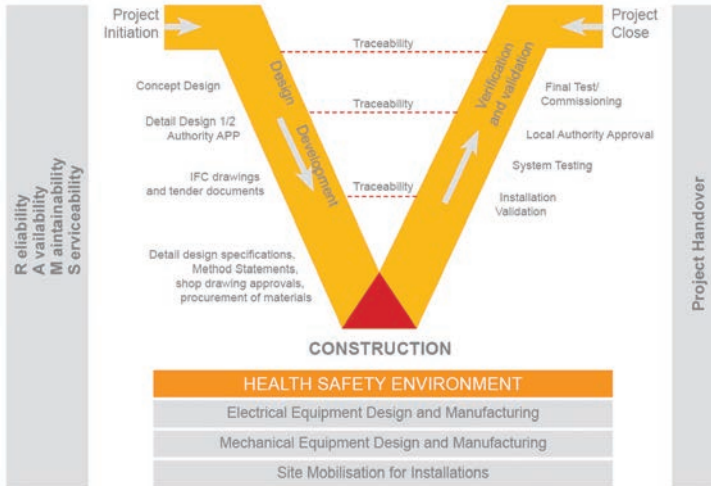 Project
Initiation
Project
Close
Traceability
Design
Development
Verification
and validation
Concept Design
Traceability
Final Test/
Commissioning
Detail Design 1/2
Authority APP
Local Authority Approval
IFC drawings
and tender documents
Traceability
System Testing
Installation
Validation
Detail design specifications,
Method Statements,
shop drawing approvals,
procurement of materials
R eliability
A vailability
M aintainability
S erviceability
Project Handover
CONSTRUCTION
HEALTH SAFETY ENVIRONMENT
Electrical Equipment Design and Manufacturing
Mechanical Equipment Design and Manufacturing
Site Mobilisation for Installations